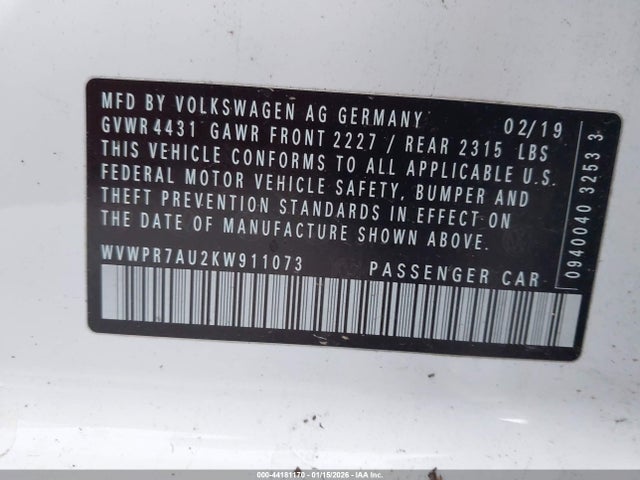 MFD BY VOLKSWAGEN AG GERMANY 02/19
GVWR 4431 GAWR FRONT 2227 / REAR 2315 LBS
THIS VEHICLE CONFORMS TO ALL APPLICABLE U.S.
FEDERAL MOTOR VEHICLE SAFETY, BUMPER AND
THEFT PREVENTION STANDARDS IN EFFECT ON
THE DATE OF MANUFACTURE SHOWN ABOVE.
WVWPR7AU2KW911073 PASSENGER CAR
0940040 3253 3
000-44181170 - 01/15/2026 - Copyright IAA, Inc.